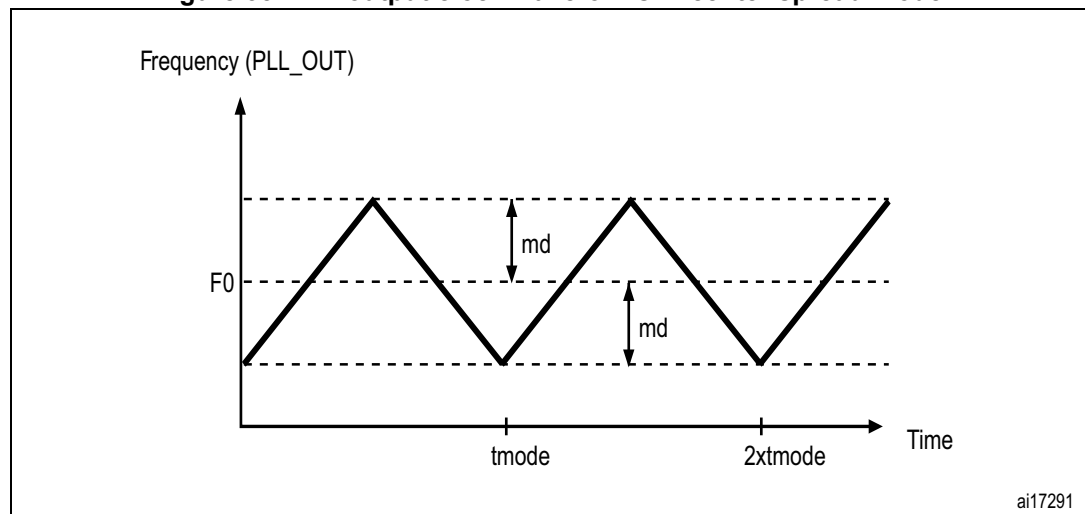 Frequency (PLL_OUT)
md
F0
md
tmode
2xtmode
Time
ai17291